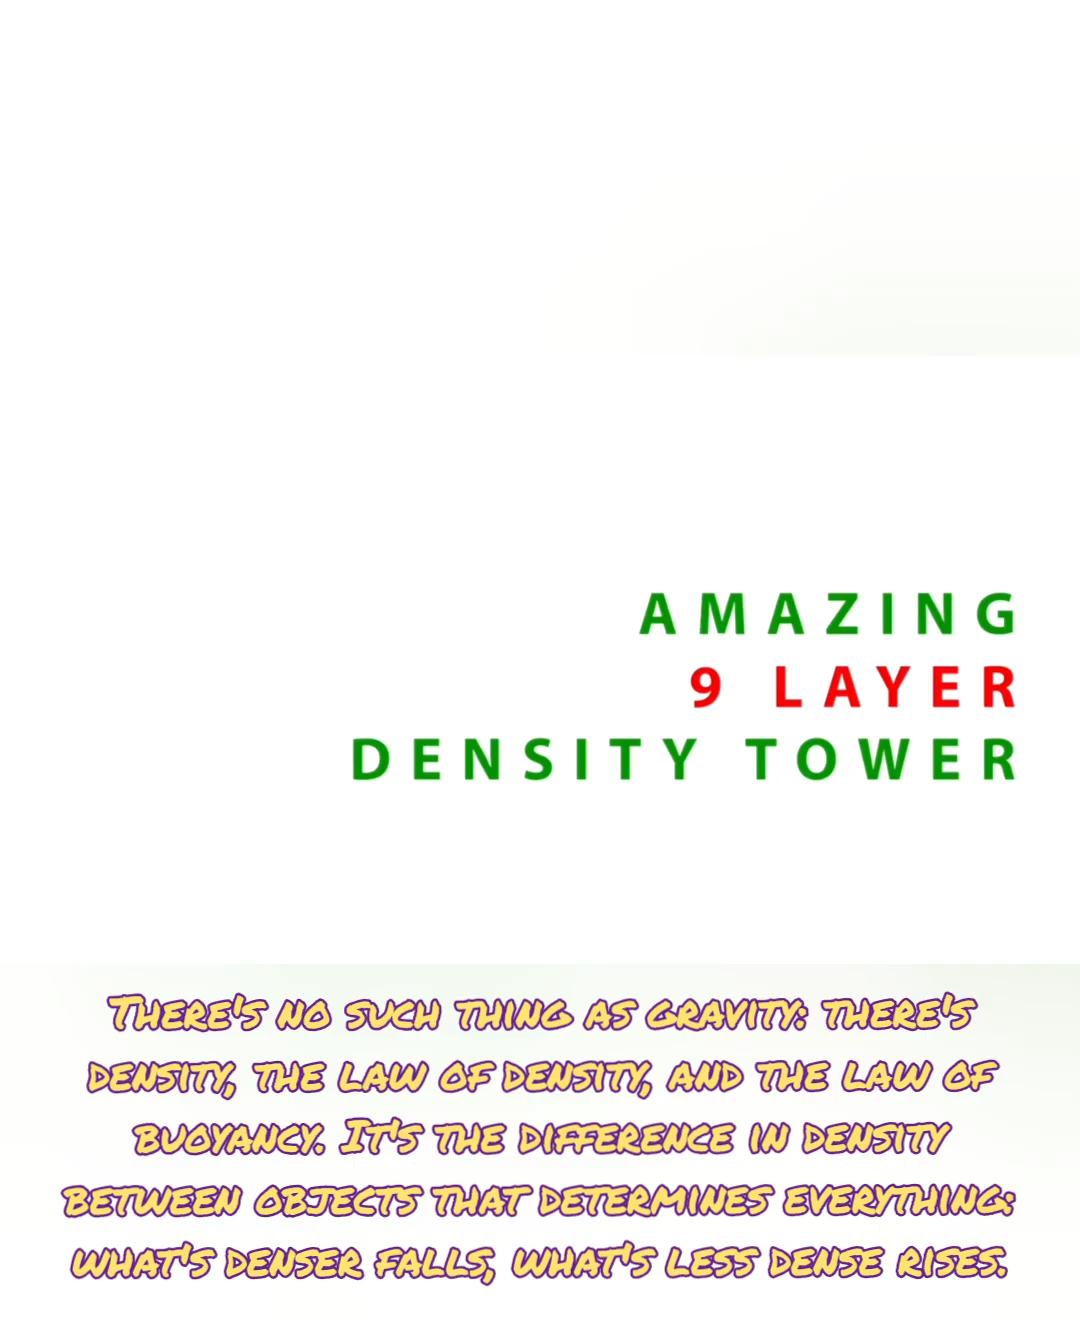 AMAZING
9 LAYER
DENSITY TOWER
There's no such thing as gravity: there's
density, the law of density, and the law of
buoyancy. It's the difference in density
between objects that determines everything:
what's denser falls, what's less dense rises.